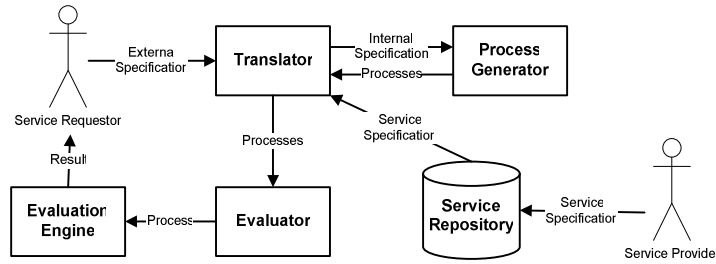 Externa
Specificatior
Translator
Internal
Specification
Processes
Process
Generator
Service Requestor
Service
Specificatior
Processes
Result
Evaluation
Engine
Process
Evaluator
Service
Repository
Service
Specificatior
Service Provide